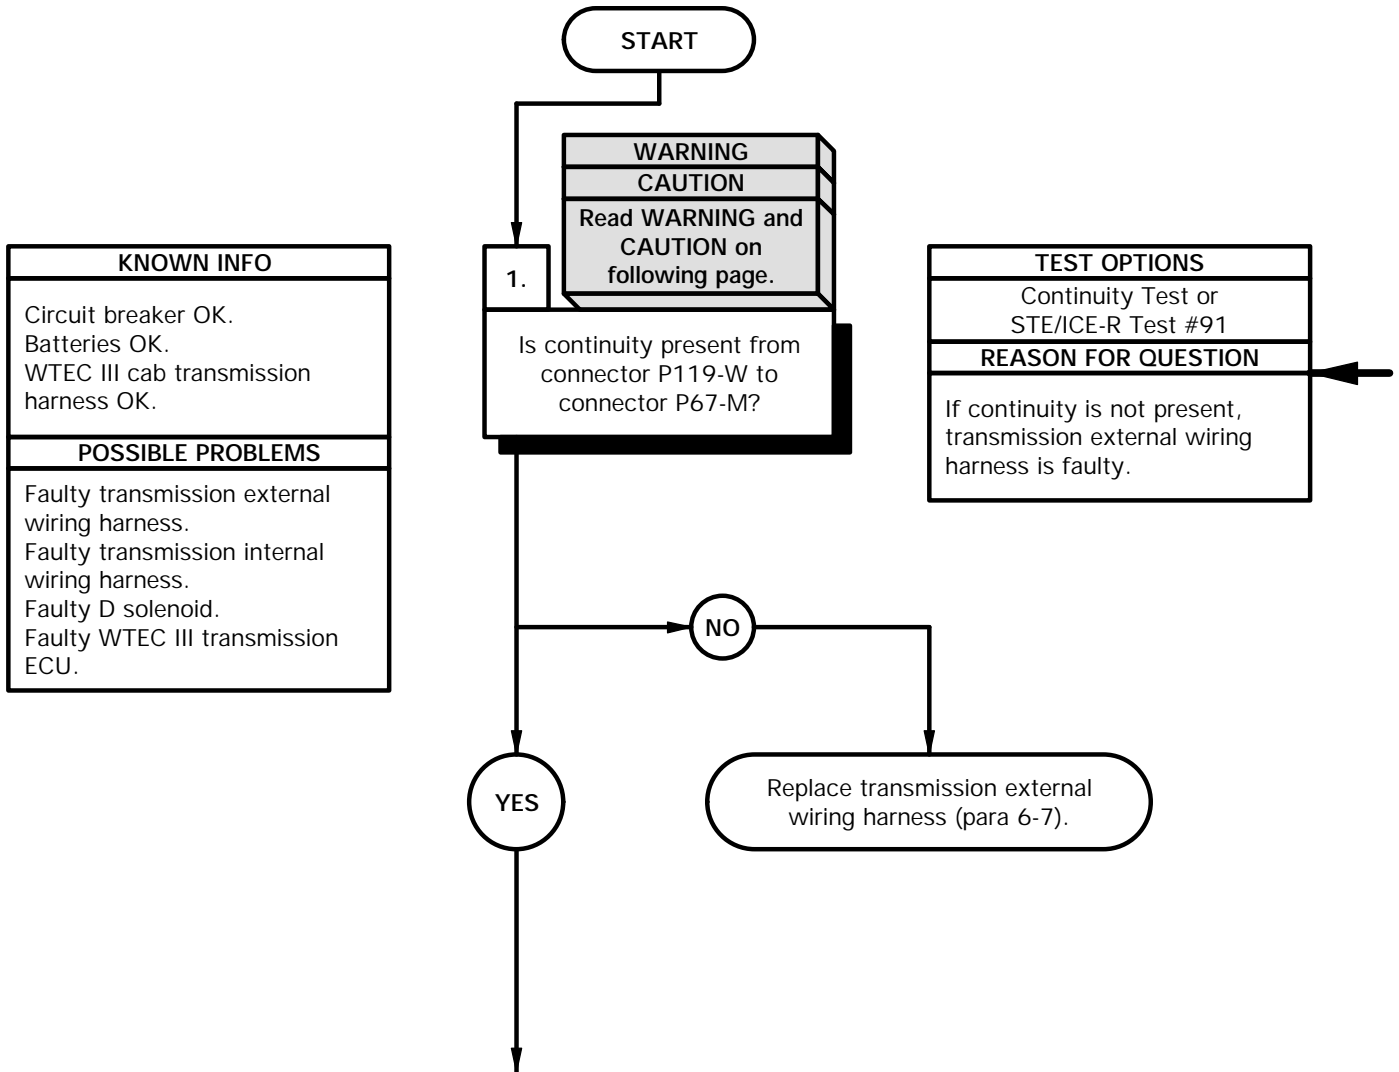 START
WARNING
CAUTION
Read WARNING and
CAUTION on
following page.
1.
Is continuity present from
connector P119-W to
connector P67-M?
KNOWN INFO
Circuit breaker OK.
Batteries OK.
WTEC III cab transmission
harness OK.
POSSIBLE PROBLEMS
Faulty transmission external
wiring harness.
Faulty transmission internal
wiring harness.
Faulty D solenoid.
Faulty WTEC III transmission
ECU.
TEST OPTIONS
Continuity Test or
STE/ICE-R Test #91
REASON FOR QUESTION
If continuity is not present,
transmission external wiring
harness is faulty.
NO
YES
Replace transmission external
wiring harness (para 6-7).